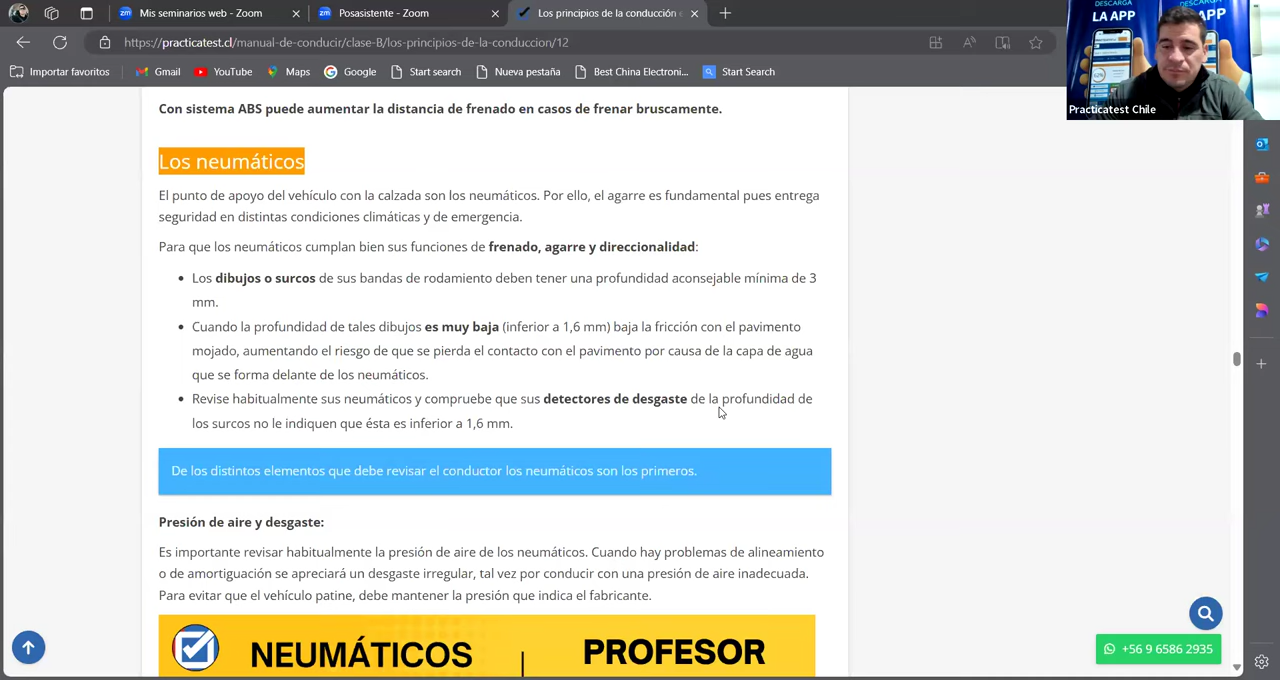 Mis seminarios web - Zoom
Posasistente - Zoom
Los principios de la conducción
https://practicatest.cl/manual-de-conducir/clase-B/los-principios-de-la-conduccion/12
Importar favoritos
Gmail
YouTube
Maps
Google
Start search
Nueva pestaña
Best China Electroni...
Start Search
DESCARGA
LA APP
DESCARGA
LA APP
Practicatest Chile
Con sistema ABS puede aumentar la distancia de frenado en casos de frenar bruscamente.
Los neumáticos
El punto de apoyo del vehículo con la calzada son los neumáticos. Por ello, el agarre es fundamental pues entrega
seguridad en distintas condiciones climáticas y de emergencia.
Para que los neumáticos cumplan bien sus funciones de frenado, agarre y direccionalidad:
Los dibujos o surcos de sus bandas de rodamiento deben tener una profundidad aconsejable mínima de 3
mm.
Cuando la profundidad de tales dibujos es muy baja (inferior a 1,6 mm) baja la fricción con el pavimento
mojado, aumentando el riesgo de que se pierda el contacto con el pavimento por causa de la capa de agua
que se forma delante de los neumáticos.
Revise habitualmente sus neumáticos y compruebe que sus detectores de desgaste de la profundidad de
los surcos no le indiquen que ésta es inferior a 1,6 mm.
De los distintos elementos que debe revisar el conductor los neumáticos son los primeros.
Presión de aire y desgaste:
Es importante revisar habitualmente la presión de aire de los neumáticos. Cuando hay problemas de alineamiento
o de amortiguación se apreciará un desgaste irregular, tal vez por conducir con una presión de aire inadecuada.
Para evitar que el vehículo patine, debe mantener la presión que indica el fabricante.
NEUMÁTICOS
PROFESOR
+56 9 6586 2935